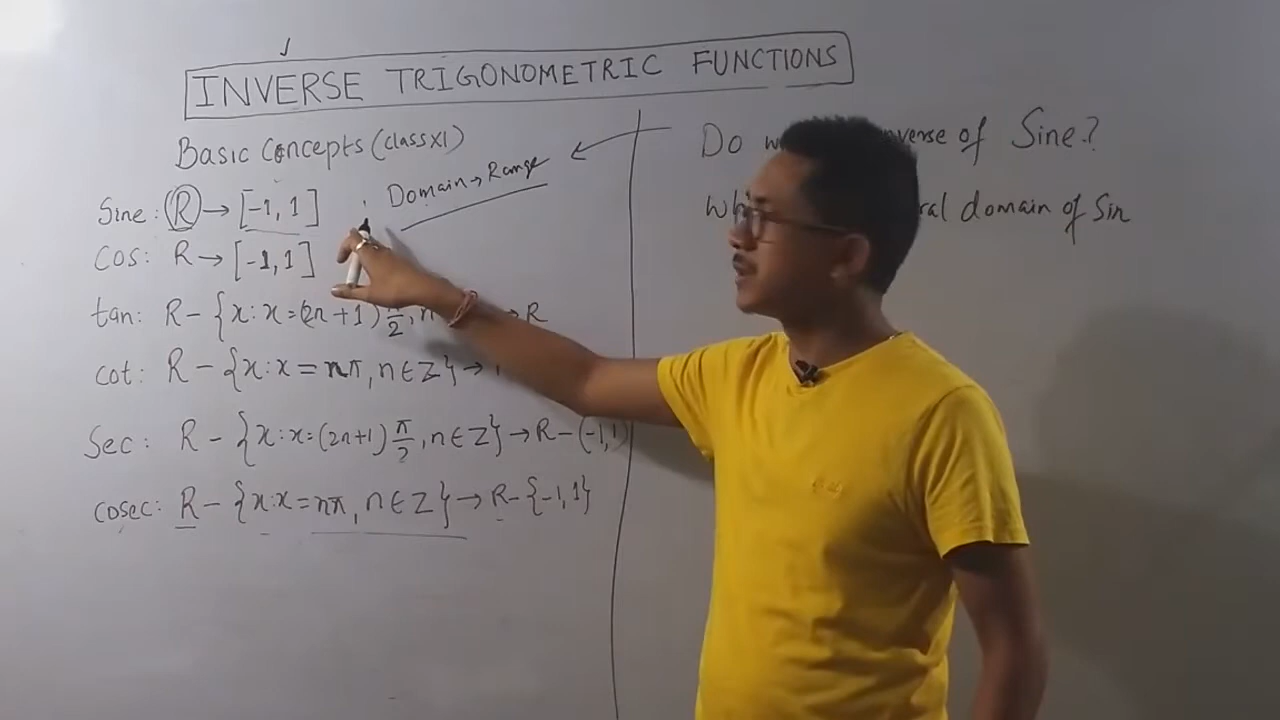 INVERSE TRIGONOMETRIC FUNCTIONS
Basic Concepts (class XI)
Domain → Range
Sine: R → [-1, 1]
Cos: R → [-1, 1]
tan: R - {x: x = (2n + 1) π/2, n → R
cot: R - {x: x = nπ, n ∈ Z} →
Sec: R - {x: x = (2n+1) π/2, n ∈ Z} → R - (-1, 1)
cosec: R - {x: x = nπ, n ∈ Z} → R - {-1, 1}
Do of Sine?
domain of Sin